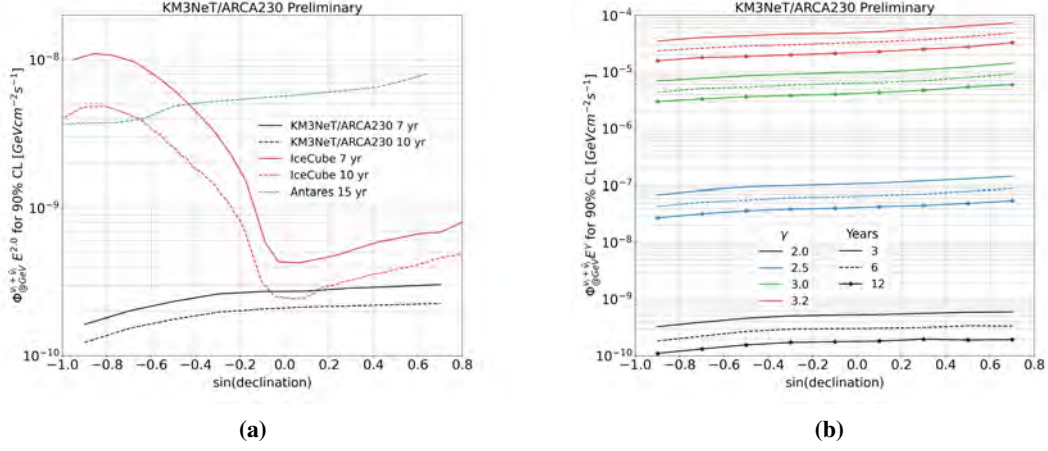 KM3NeT/ARCA230 Preliminary
Φ^{ν_i+ν̄_i}_{@GeV} E^{2.0} for 90% CL [GeVcm⁻²s⁻¹]
10⁻⁸
10⁻⁹
10⁻¹⁰
KM3NeT/ARCA230 7 yr
KM3NeT/ARCA230 10 yr
IceCube 7 yr
IceCube 10 yr
Antares 15 yr
−1.0 −0.8 −0.6 −0.4 −0.2 0.0 0.2 0.4 0.6 0.8
sin(declination)
(a)
KM3NeT/ARCA230 Preliminary
Φ^{ν_i+ν̄_i}_{@GeV} E^γ for 90% CL [GeVcm⁻²s⁻¹]
10⁻⁴
10⁻⁵
10⁻⁶
10⁻⁷
10⁻⁸
10⁻⁹
10⁻¹⁰
γ Years
2.0 3
2.5 6
3.0 12
3.2
−1.0 −0.8 −0.6 −0.4 −0.2 0.0 0.2 0.4 0.6 0.8
sin(declination)
(b)